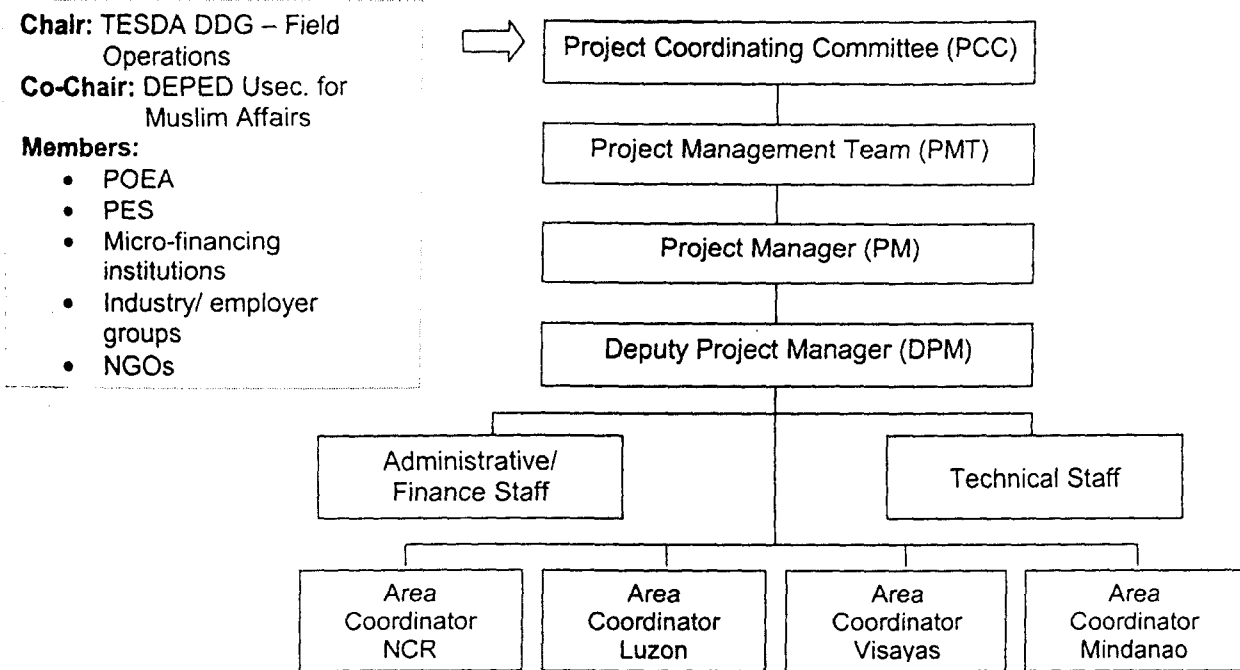 Chair: TESDA DDG – Field
Operations
Co-Chair: DEPED Usec. for
Muslim Affairs
Members:
• POEA
• PES
• Micro-financing
institutions
• Industry/ employer
groups
• NGOs
Project Coordinating Committee (PCC)
Project Management Team (PMT)
Project Manager (PM)
Deputy Project Manager (DPM)
Administrative/
Finance Staff
Technical Staff
Area
Coordinator
NCR
Area
Coordinator
Luzon
Area
Coordinator
Visayas
Area
Coordinator
Mindanao